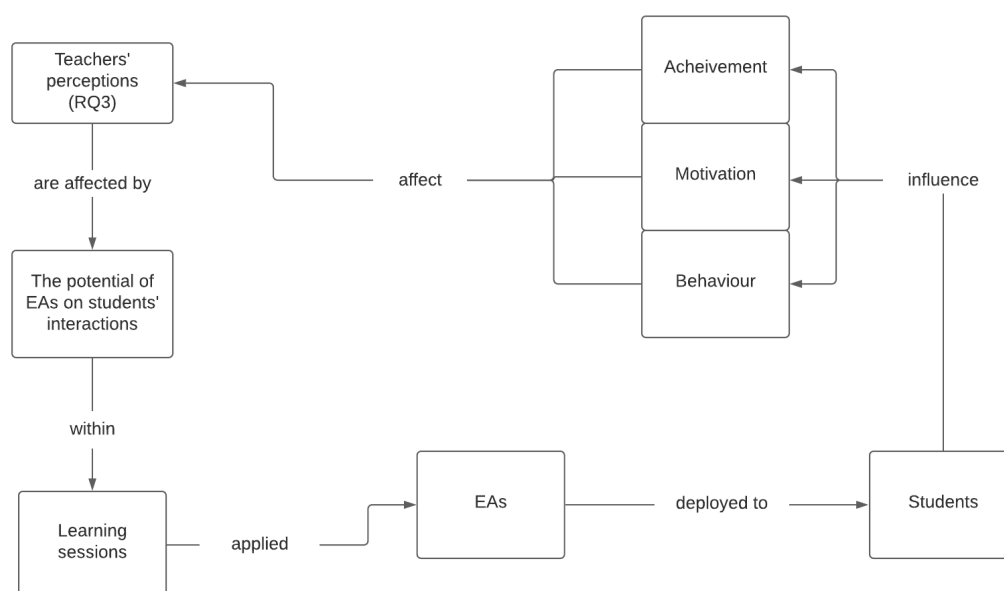 Teachers'
perceptions
(RQ3)
are affected by
The potential of
EAs on students'
interactions
within
Learning
sessions
applied
EAs
deployed to
Students
influence
Acheivement
Motivation
Behaviour
affect